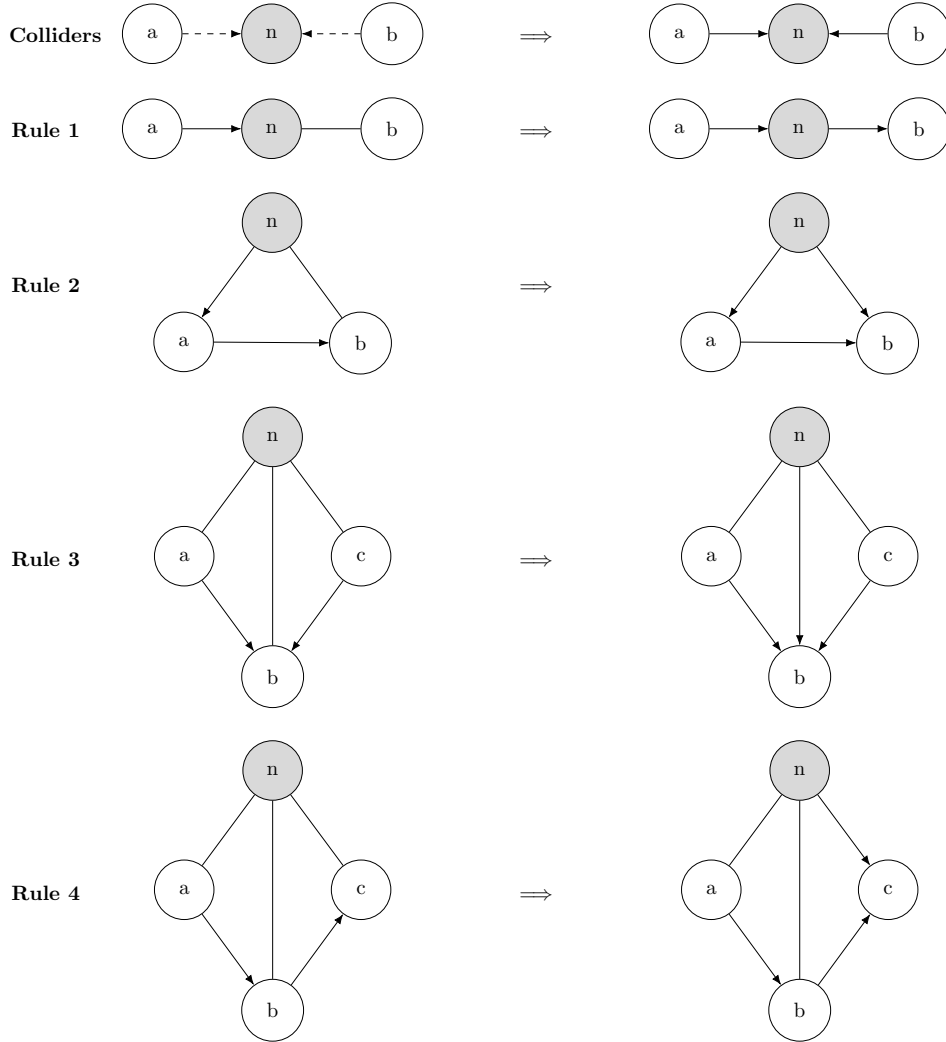 Colliders a n b ⟹ a n b
Rule 1 a n b ⟹ a n b
n n
Rule 2 ⟹
a b a b
n n
Rule 3 a c ⟹ a c
b b
n n
Rule 4 a c ⟹ a c
b b